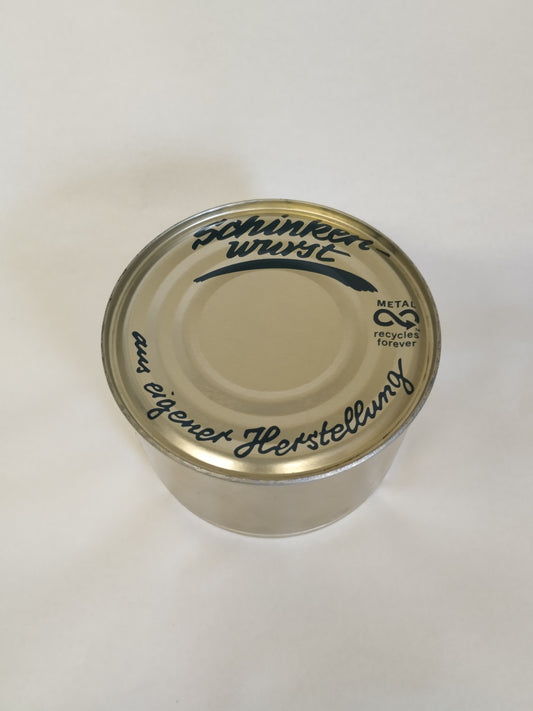 Schinken-
wurst
METAL
recycles
forever
aus eigener Herstellung